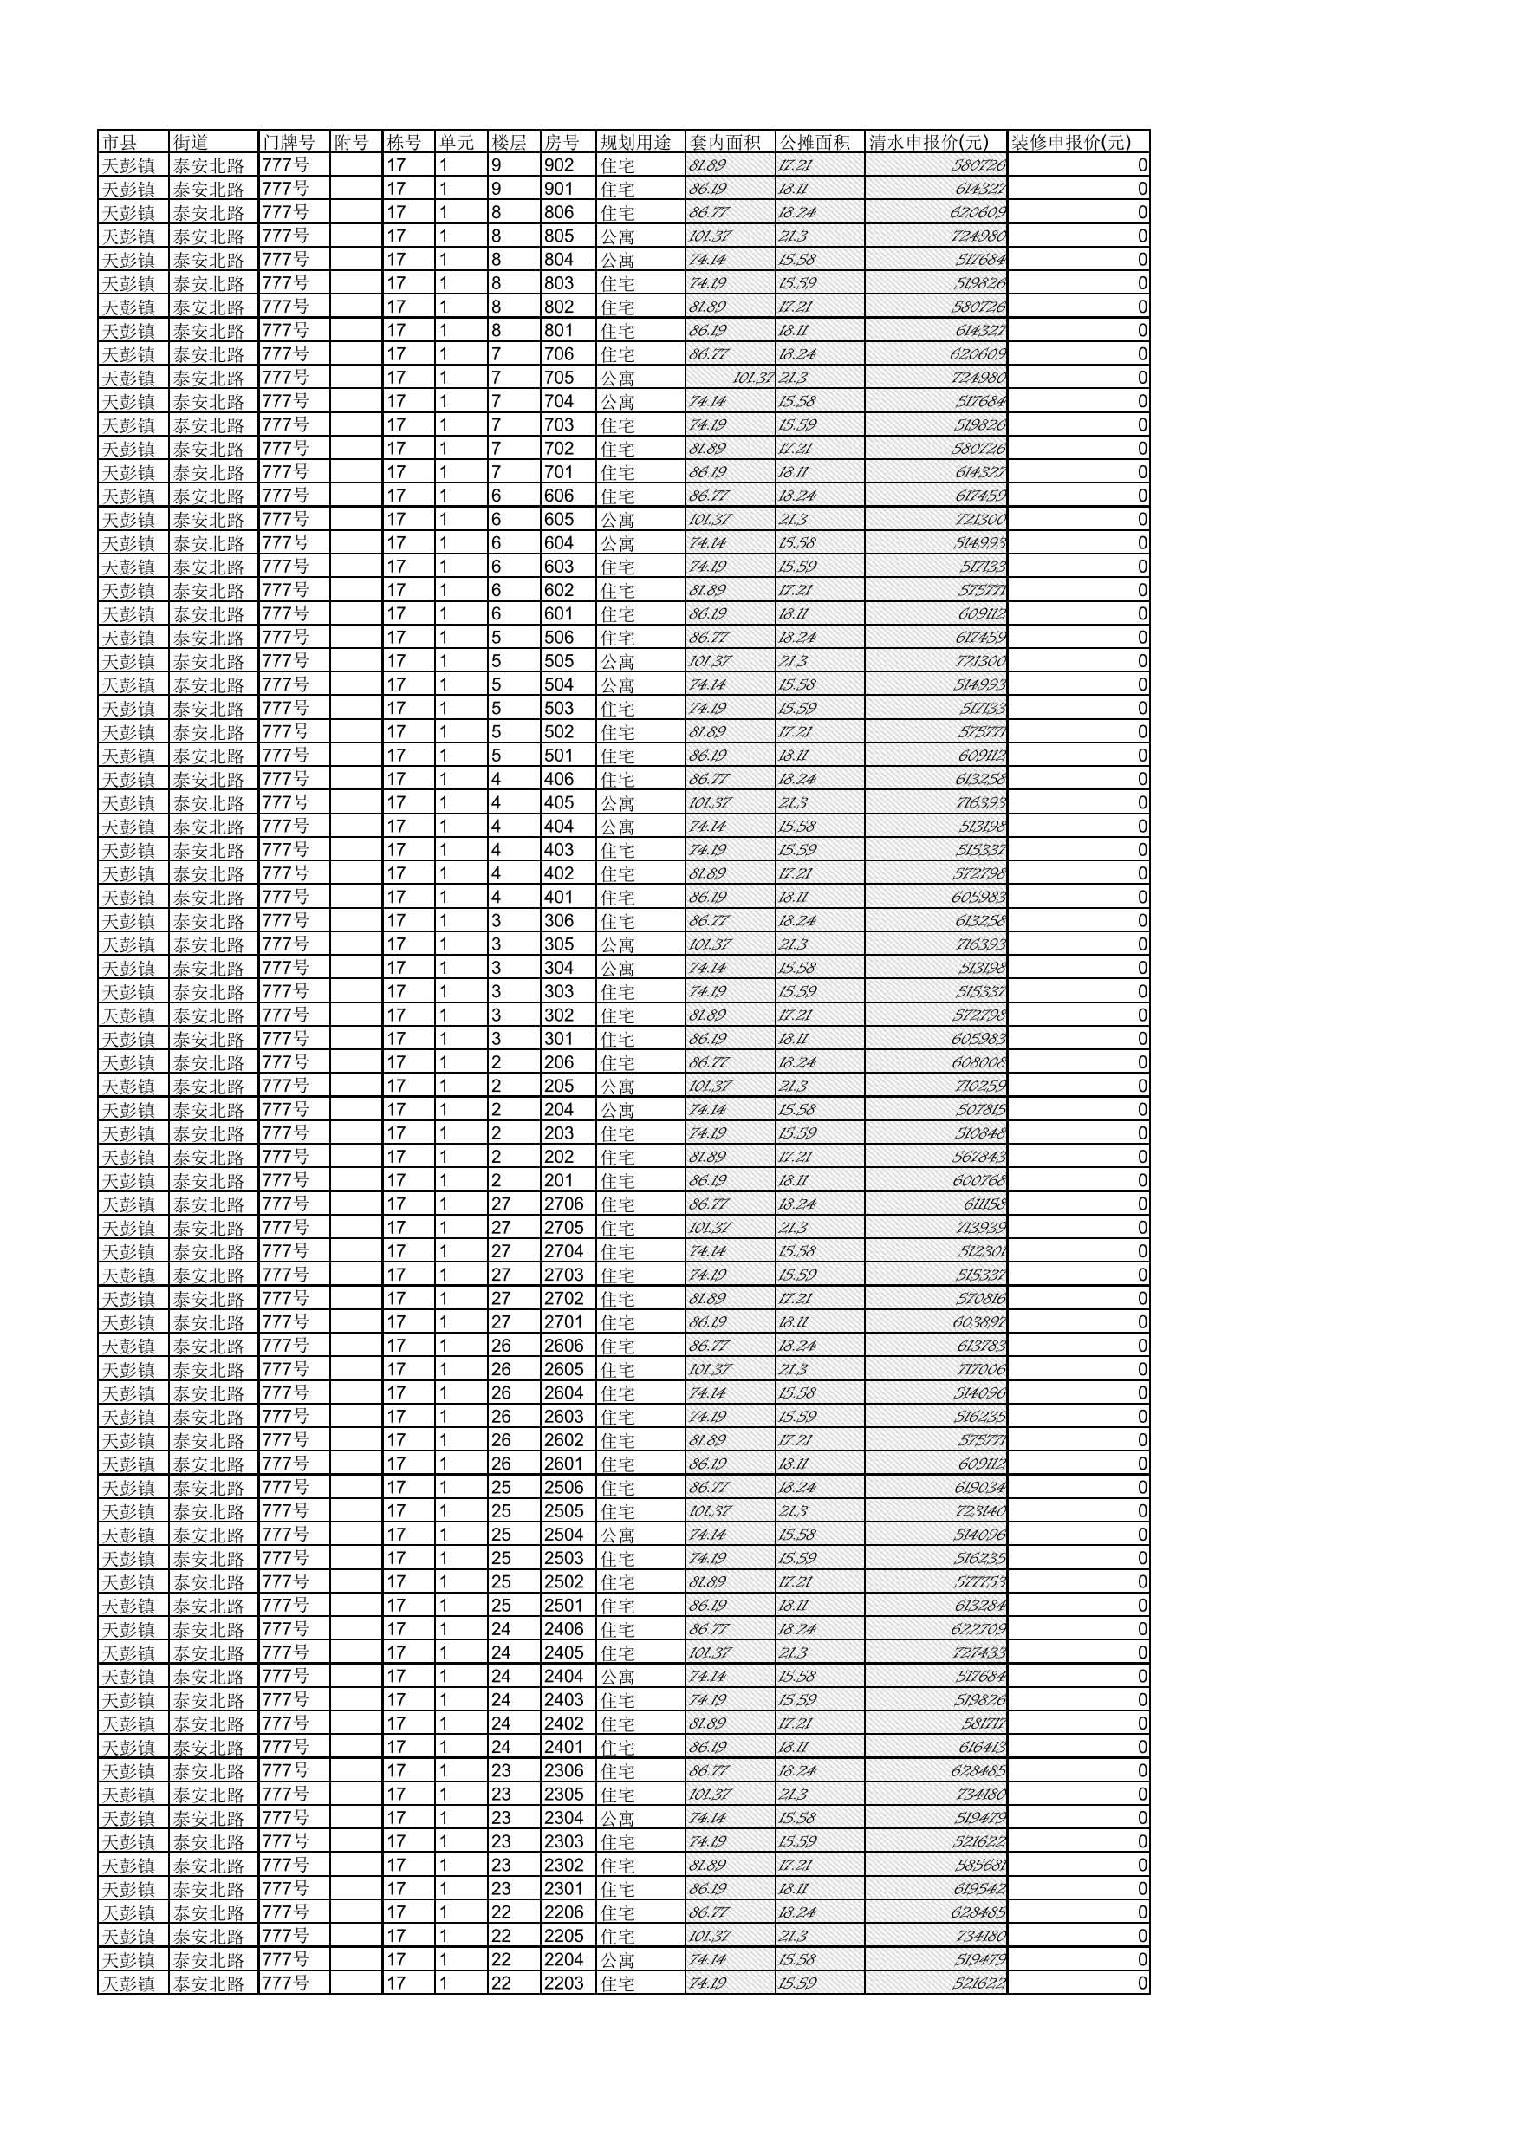 市县 街道 门牌号 附号 栋号 单元 楼层 房号 规划用途 套内面积 公摊面积 清水申报价(元) 装修申报价(元)
天彭镇 泰安北路 777号 17 1 9 902 住宅 81.89 17.21 580726 0
天彭镇 泰安北路 777号 17 1 9 901 住宅 86.19 18.11 614327 0
天彭镇 泰安北路 777号 17 1 8 806 住宅 86.77 18.24 620609 0
天彭镇 泰安北路 777号 17 1 8 805 公寓 101.37 21.3 724980 0
天彭镇 泰安北路 777号 17 1 8 804 公寓 74.14 15.58 517684 0
天彭镇 泰安北路 777号 17 1 8 803 住宅 74.19 15.59 519826 0
天彭镇 泰安北路 777号 17 1 8 802 住宅 81.89 17.21 580726 0
天彭镇 泰安北路 777号 17 1 8 801 住宅 86.19 18.11 614327 0
天彭镇 泰安北路 777号 17 1 7 706 住宅 86.77 18.24 620609 0
天彭镇 泰安北路 777号 17 1 7 705 公寓 101.37 21.3 724980 0
天彭镇 泰安北路 777号 17 1 7 704 公寓 74.14 15.58 517684 0
天彭镇 泰安北路 777号 17 1 7 703 住宅 74.19 15.59 519826 0
天彭镇 泰安北路 777号 17 1 7 702 住宅 81.89 17.21 580726 0
天彭镇 泰安北路 777号 17 1 7 701 住宅 86.19 18.11 614327 0
天彭镇 泰安北路 777号 17 1 6 606 住宅 86.77 18.24 617459 0
天彭镇 泰安北路 777号 17 1 6 605 公寓 101.37 21.3 721300 0
天彭镇 泰安北路 777号 17 1 6 604 公寓 74.14 15.58 514993 0
天彭镇 泰安北路 777号 17 1 6 603 住宅 74.19 15.59 517133 0
天彭镇 泰安北路 777号 17 1 6 602 住宅 81.89 17.21 575771 0
天彭镇 泰安北路 777号 17 1 6 601 住宅 86.19 18.11 609112 0
天彭镇 泰安北路 777号 17 1 5 506 住宅 86.77 18.24 617459 0
天彭镇 泰安北路 777号 17 1 5 505 公寓 101.37 21.3 721300 0
天彭镇 泰安北路 777号 17 1 5 504 公寓 74.14 15.58 514993 0
天彭镇 泰安北路 777号 17 1 5 503 住宅 74.19 15.59 517133 0
天彭镇 泰安北路 777号 17 1 5 502 住宅 81.89 17.21 575771 0
天彭镇 泰安北路 777号 17 1 5 501 住宅 86.19 18.11 609112 0
天彭镇 泰安北路 777号 17 1 4 406 住宅 86.77 18.24 613258 0
天彭镇 泰安北路 777号 17 1 4 405 公寓 101.37 21.3 716393 0
天彭镇 泰安北路 777号 17 1 4 404 公寓 74.14 15.58 513198 0
天彭镇 泰安北路 777号 17 1 4 403 住宅 74.19 15.59 515337 0
天彭镇 泰安北路 777号 17 1 4 402 住宅 81.89 17.21 572798 0
天彭镇 泰安北路 777号 17 1 4 401 住宅 86.19 18.11 605983 0
天彭镇 泰安北路 777号 17 1 3 306 住宅 86.77 18.24 613258 0
天彭镇 泰安北路 777号 17 1 3 305 公寓 101.37 21.3 716393 0
天彭镇 泰安北路 777号 17 1 3 304 公寓 74.14 15.58 513198 0
天彭镇 泰安北路 777号 17 1 3 303 住宅 74.19 15.59 515337 0
天彭镇 泰安北路 777号 17 1 3 302 住宅 81.89 17.21 572798 0
天彭镇 泰安北路 777号 17 1 3 301 住宅 86.19 18.11 605983 0
天彭镇 泰安北路 777号 17 1 2 206 住宅 86.77 18.24 608008 0
天彭镇 泰安北路 777号 17 1 2 205 公寓 101.37 21.3 710259 0
天彭镇 泰安北路 777号 17 1 2 204 公寓 74.14 15.58 507815 0
天彭镇 泰安北路 777号 17 1 2 203 住宅 74.19 15.59 510848 0
天彭镇 泰安北路 777号 17 1 2 202 住宅 81.89 17.21 567843 0
天彭镇 泰安北路 777号 17 1 2 201 住宅 86.19 18.11 600768 0
天彭镇 泰安北路 777号 17 1 27 2706 住宅 86.77 18.24 611158 0
天彭镇 泰安北路 777号 17 1 27 2705 住宅 101.37 21.3 713939 0
天彭镇 泰安北路 777号 17 1 27 2704 住宅 74.14 15.58 512301 0
天彭镇 泰安北路 777号 17 1 27 2703 住宅 74.19 15.59 515337 0
天彭镇 泰安北路 777号 17 1 27 2702 住宅 81.89 17.21 570816 0
天彭镇 泰安北路 777号 17 1 27 2701 住宅 86.19 18.11 603897 0
天彭镇 泰安北路 777号 17 1 26 2606 住宅 86.77 18.24 613783 0
天彭镇 泰安北路 777号 17 1 26 2605 住宅 101.37 21.3 717006 0
天彭镇 泰安北路 777号 17 1 26 2604 住宅 74.14 15.58 514096 0
天彭镇 泰安北路 777号 17 1 26 2603 住宅 74.19 15.59 516235 0
天彭镇 泰安北路 777号 17 1 26 2602 住宅 81.89 17.21 575771 0
天彭镇 泰安北路 777号 17 1 26 2601 住宅 86.19 18.11 609112 0
天彭镇 泰安北路 777号 17 1 25 2506 住宅 86.77 18.24 619034 0
天彭镇 泰安北路 777号 17 1 25 2505 住宅 101.37 21.3 723140 0
天彭镇 泰安北路 777号 17 1 25 2504 公寓 74.14 15.58 514096 0
天彭镇 泰安北路 777号 17 1 25 2503 住宅 74.19 15.59 516235 0
天彭镇 泰安北路 777号 17 1 25 2502 住宅 81.89 17.21 577753 0
天彭镇 泰安北路 777号 17 1 25 2501 住宅 86.19 18.11 613284 0
天彭镇 泰安北路 777号 17 1 24 2406 住宅 86.77 18.24 622709 0
天彭镇 泰安北路 777号 17 1 24 2405 住宅 101.37 21.3 727433 0
天彭镇 泰安北路 777号 17 1 24 2404 公寓 74.14 15.58 517684 0
天彭镇 泰安北路 777号 17 1 24 2403 住宅 74.19 15.59 519826 0
天彭镇 泰安北路 777号 17 1 24 2402 住宅 81.89 17.21 581717 0
天彭镇 泰安北路 777号 17 1 24 2401 住宅 86.19 18.11 616413 0
天彭镇 泰安北路 777号 17 1 23 2306 住宅 86.77 18.24 628485 0
天彭镇 泰安北路 777号 17 1 23 2305 住宅 101.37 21.3 734180 0
天彭镇 泰安北路 777号 17 1 23 2304 公寓 74.14 15.58 519479 0
天彭镇 泰安北路 777号 17 1 23 2303 住宅 74.19 15.59 521622 0
天彭镇 泰安北路 777号 17 1 23 2302 住宅 81.89 17.21 585681 0
天彭镇 泰安北路 777号 17 1 23 2301 住宅 86.19 18.11 619542 0
天彭镇 泰安北路 777号 17 1 22 2206 住宅 86.77 18.24 628485 0
天彭镇 泰安北路 777号 17 1 22 2205 住宅 101.37 21.3 734180 0
天彭镇 泰安北路 777号 17 1 22 2204 公寓 74.14 15.58 519479 0
天彭镇 泰安北路 777号 17 1 22 2203 住宅 74.19 15.59 521622 0